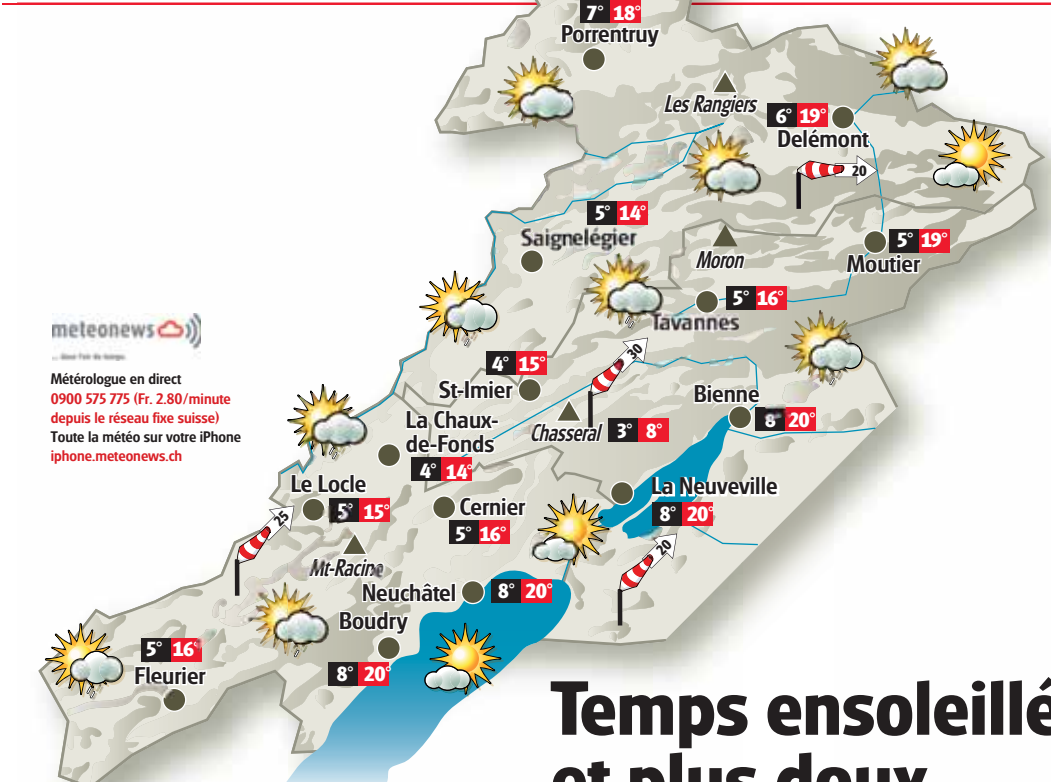 7° 18°
Porrentruy
Les Rangiers
6° 19°
Delémont
20
5° 14°
Saignelégier
Moron
5° 19°
Moutier
5° 16°
Tavannes
meteonews
Météorologue en direct
0900 575 775 (Fr. 2.80/minute
depuis le réseau fixe suisse)
Toute la météo sur votre iPhone
iphone.meteonews.ch
30
4° 15°
St-Imier
Bienne
8° 20°
Chasseral 3° 8°
La Chaux-
de-Fonds
4° 14°
Le Locle
5° 15°
25
Cernier
5° 16°
La Neuveville
8° 20°
20
Mt-Racine
Neuchâtel 8° 20°
Boudry
8° 20°
5° 16°
Fleurier
Temps ensoleillé
et plus doux